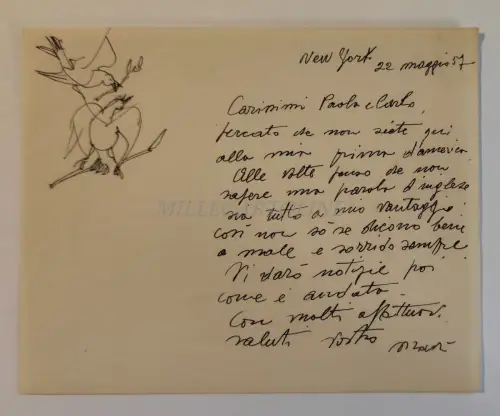 New York
22 maggio 57
Carissimi Paola e Carlo,
peccato che non siete qui
alla mia prima d'america
Alle volte penso che non
sapere una parola d'inglese
sia tutto a mio vantaggio
così non so se dicono bene
o male e sorrido sempre
Vi darò notizie poi
come è andata.
Con molti affettuosi
saluti vostro